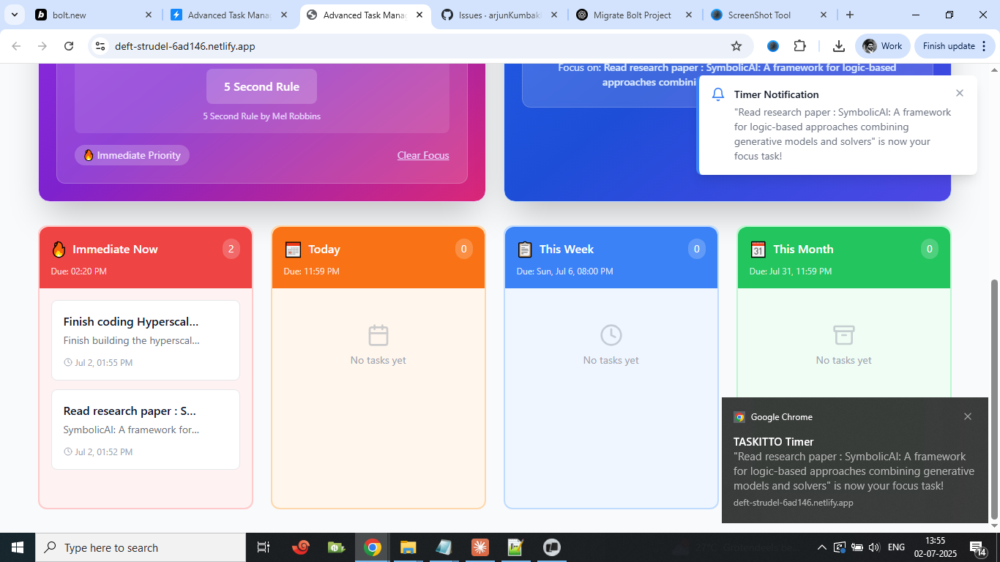 bolt.new
Advanced Task Mana
Advanced Task Mana
Issues · arjunKumbak
Migrate Bolt Project
ScreenShot Tool
deft-strudel-6ad146.netlify.app
Work
Finish update
5 Second Rule
5 Second Rule by Mel Robbins
Immediate Priority
Clear Focus
Focus on: Read research paper : SymbolicAI: A framework for logic-based
approaches combini
Timer Notification
"Read research paper : SymbolicAI: A framework
for logic-based approaches combining
generative models and solvers" is now your
focus task!
Immediate Now
2
Due: 02:20 PM
Finish coding Hyperscal...
Finish building the hyperscal...
Jul 2, 01:55 PM
Read research paper : S...
SymbolicAI: A framework for...
Jul 2, 01:52 PM
Today
0
Due: 11:59 PM
No tasks yet
This Week
0
Due: Sun, Jul 6, 08:00 PM
No tasks yet
31
This Month
0
Due: Jul 31, 11:59 PM
No tasks yet
Google Chrome
TASKITTO Timer
"Read research paper : SymbolicAI: A framework
for logic-based approaches combining generative
models and solvers" is now your focus task!
deft-strudel-6ad146.netlify.app
Type here to search
27°C
ENG
13:55
02-07-2025
14